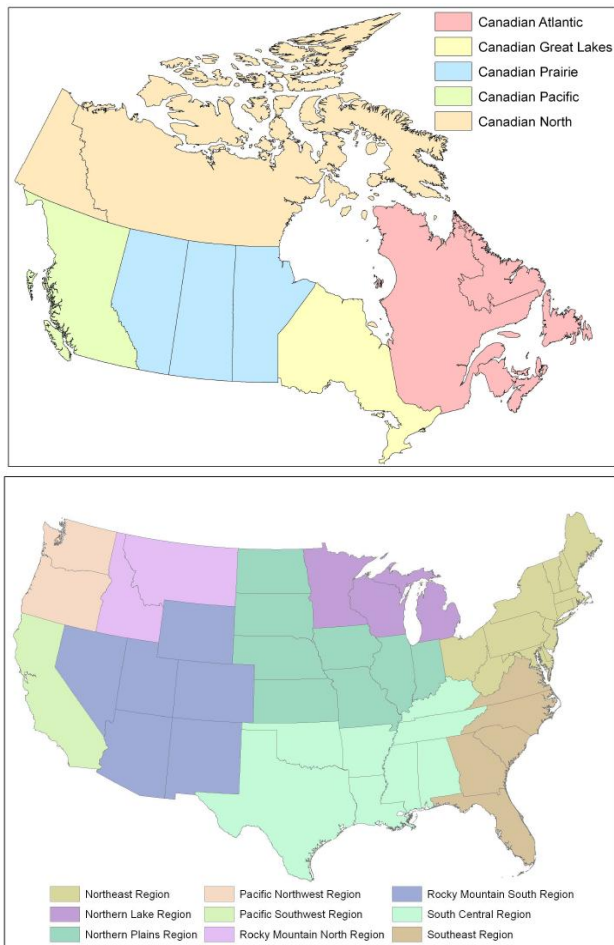 Canadian Atlantic
Canadian Great Lakes
Canadian Prairie
Canadian Pacific
Canadian North
Northeast Region
Pacific Northwest Region
Rocky Mountain South Region
Northern Lake Region
Pacific Southwest Region
South Central Region
Northern Plains Region
Rocky Mountain North Region
Southeast Region